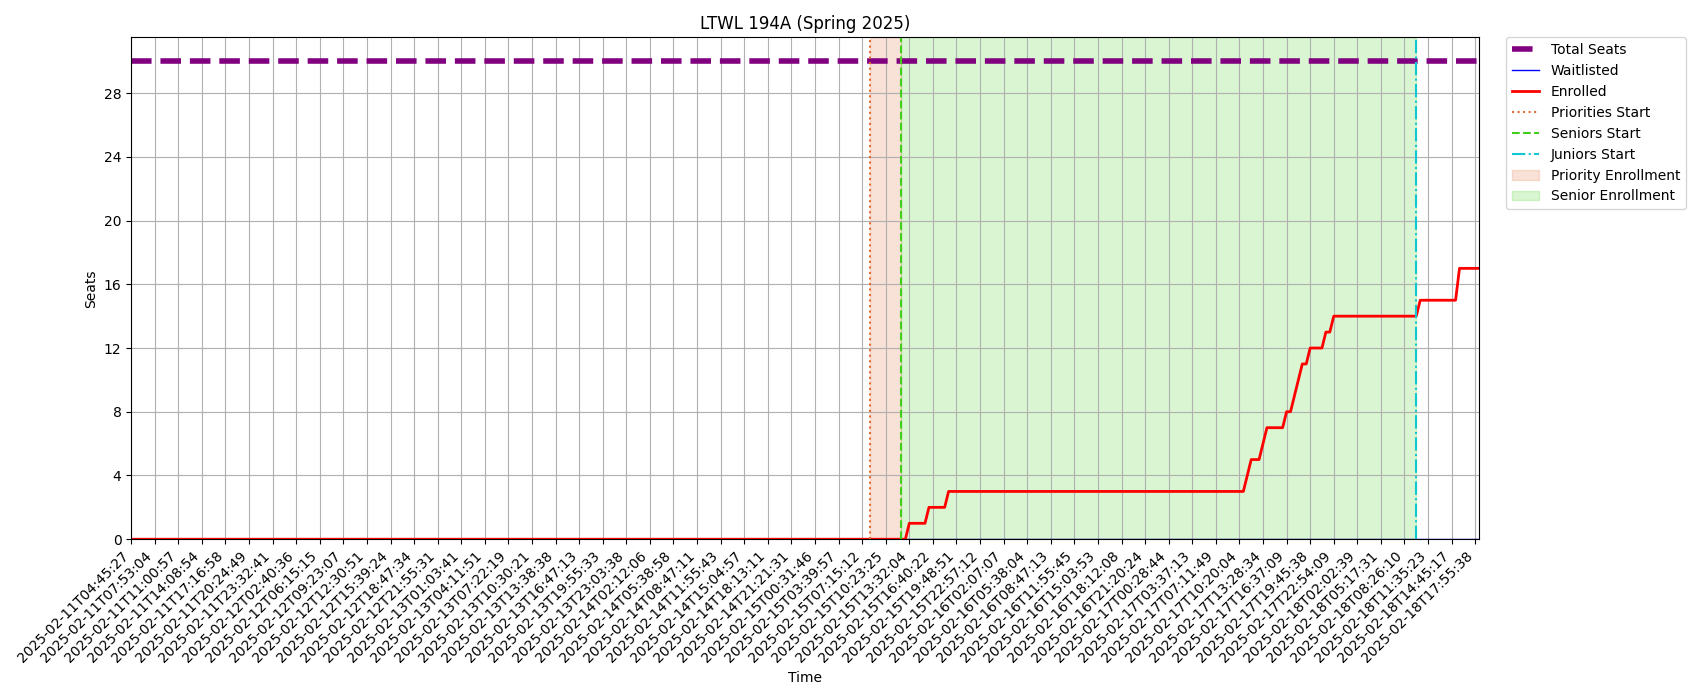 LTWL 194A (Spring 2025)
Total Seats
Waitlisted
Enrolled
Priorities Start
Seniors Start
Juniors Start
Priority Enrollment
Senior Enrollment
Seats
28
24
20
16
12
8
4
0
2025-02-11T04:45:27
2025-02-11T07:53:04
2025-02-11T11:00:57
2025-02-11T14:08:54
2025-02-11T17:16:58
2025-02-11T20:24:49
2025-02-11T23:32:41
2025-02-12T02:40:36
2025-02-12T06:15:15
2025-02-12T09:23:07
2025-02-12T12:30:51
2025-02-12T15:39:24
2025-02-12T18:47:34
2025-02-12T21:55:31
2025-02-13T01:03:41
2025-02-13T04:11:51
2025-02-13T07:22:19
2025-02-13T10:30:21
2025-02-13T13:38:38
2025-02-13T16:47:13
2025-02-13T19:55:33
2025-02-13T23:03:38
2025-02-14T02:12:06
2025-02-14T05:38:58
2025-02-14T08:47:11
2025-02-14T11:55:43
2025-02-14T15:04:57
2025-02-14T18:13:11
2025-02-14T21:21:31
2025-02-15T00:31:46
2025-02-15T03:39:57
2025-02-15T07:15:12
2025-02-15T10:23:25
2025-02-15T13:32:04
2025-02-15T16:40:22
2025-02-15T19:48:51
2025-02-15T22:57:12
2025-02-16T02:07:07
2025-02-16T05:38:04
2025-02-16T08:47:13
2025-02-16T11:55:45
2025-02-16T15:03:53
2025-02-16T18:12:08
2025-02-16T21:20:24
2025-02-17T00:28:44
2025-02-17T03:37:13
2025-02-17T07:11:49
2025-02-17T10:20:04
2025-02-17T13:28:34
2025-02-17T16:37:09
2025-02-17T19:45:38
2025-02-17T22:54:09
2025-02-18T02:02:39
2025-02-18T05:17:31
2025-02-18T08:26:10
2025-02-18T11:35:23
2025-02-18T14:45:17
2025-02-18T17:55:38
Time